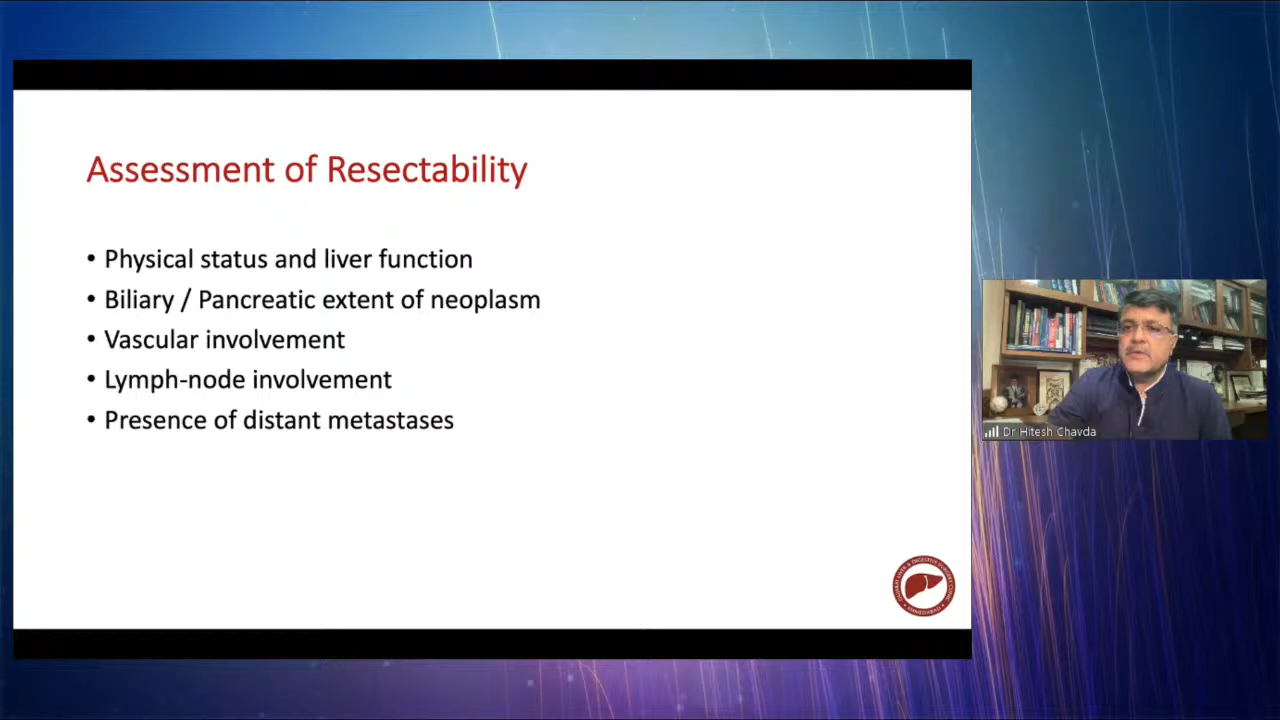 Assessment of Resectability
• Physical status and liver function
• Biliary / Pancreatic extent of neoplasm
• Vascular involvement
• Lymph-node involvement
• Presence of distant metastases
Dr Hitesh Chavda